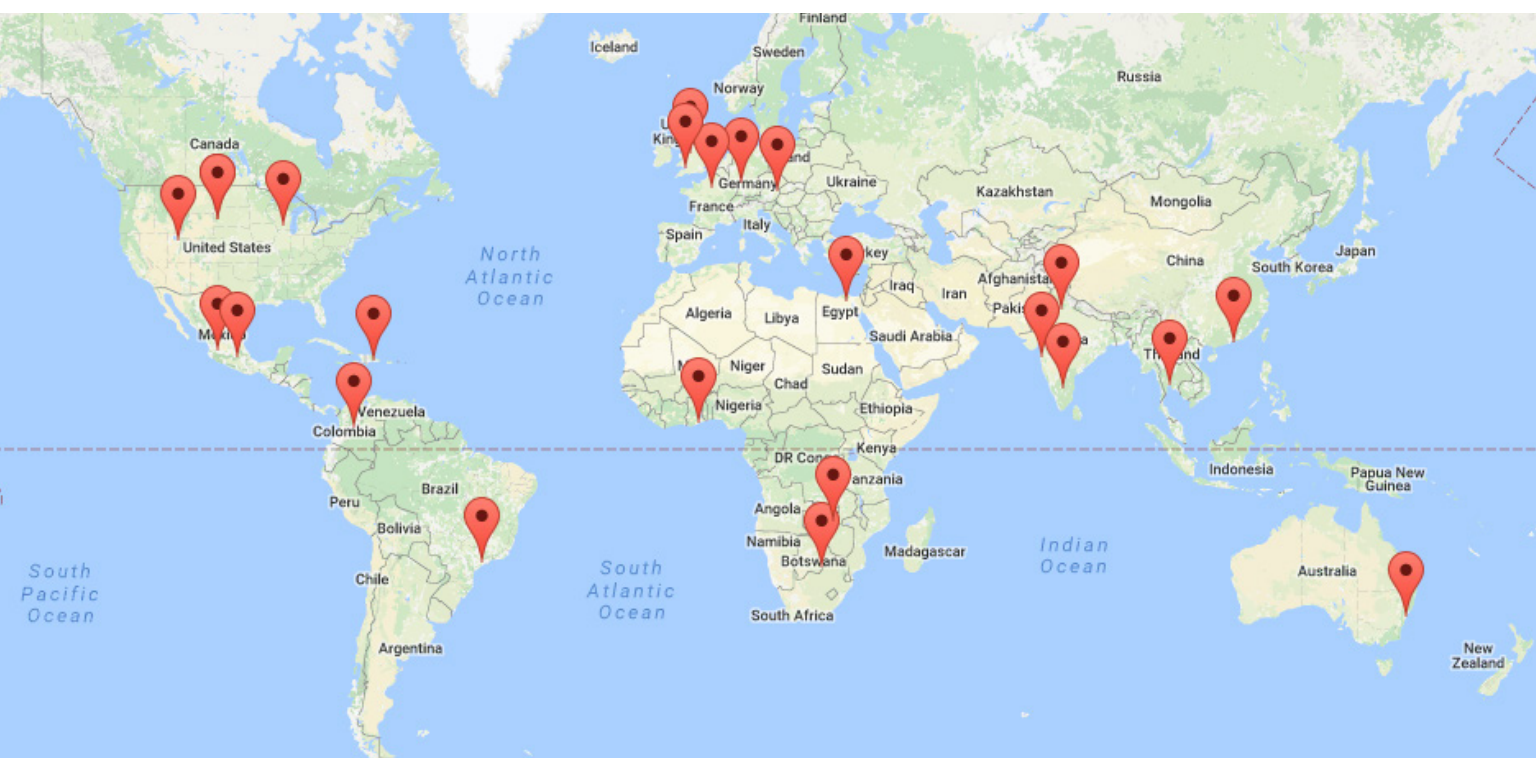 Finland
Iceland
Sweden
Russia
Norway
Canada
Germany
Ukraine
Kazakhstan
Mongolia
France
Italy
Spain
United States
North
Atlantic
Ocean
Japan
South Korea
China
Iraq
Iran
Algeria
Libya
Egypt
Saudi Arabia
Niger
Sudan
Chad
Nigeria
Ethiopia
Venezuela
Colombia
Kenya
Indonesia
Papua New
Guinea
Brazil
Peru
Angola
Bolivia
Namibia
Botswana
Madagascar
Indian
Ocean
South
Pacific
Ocean
Chile
South
Atlantic
Ocean
Australia
South Africa
Argentina
New
Zealand